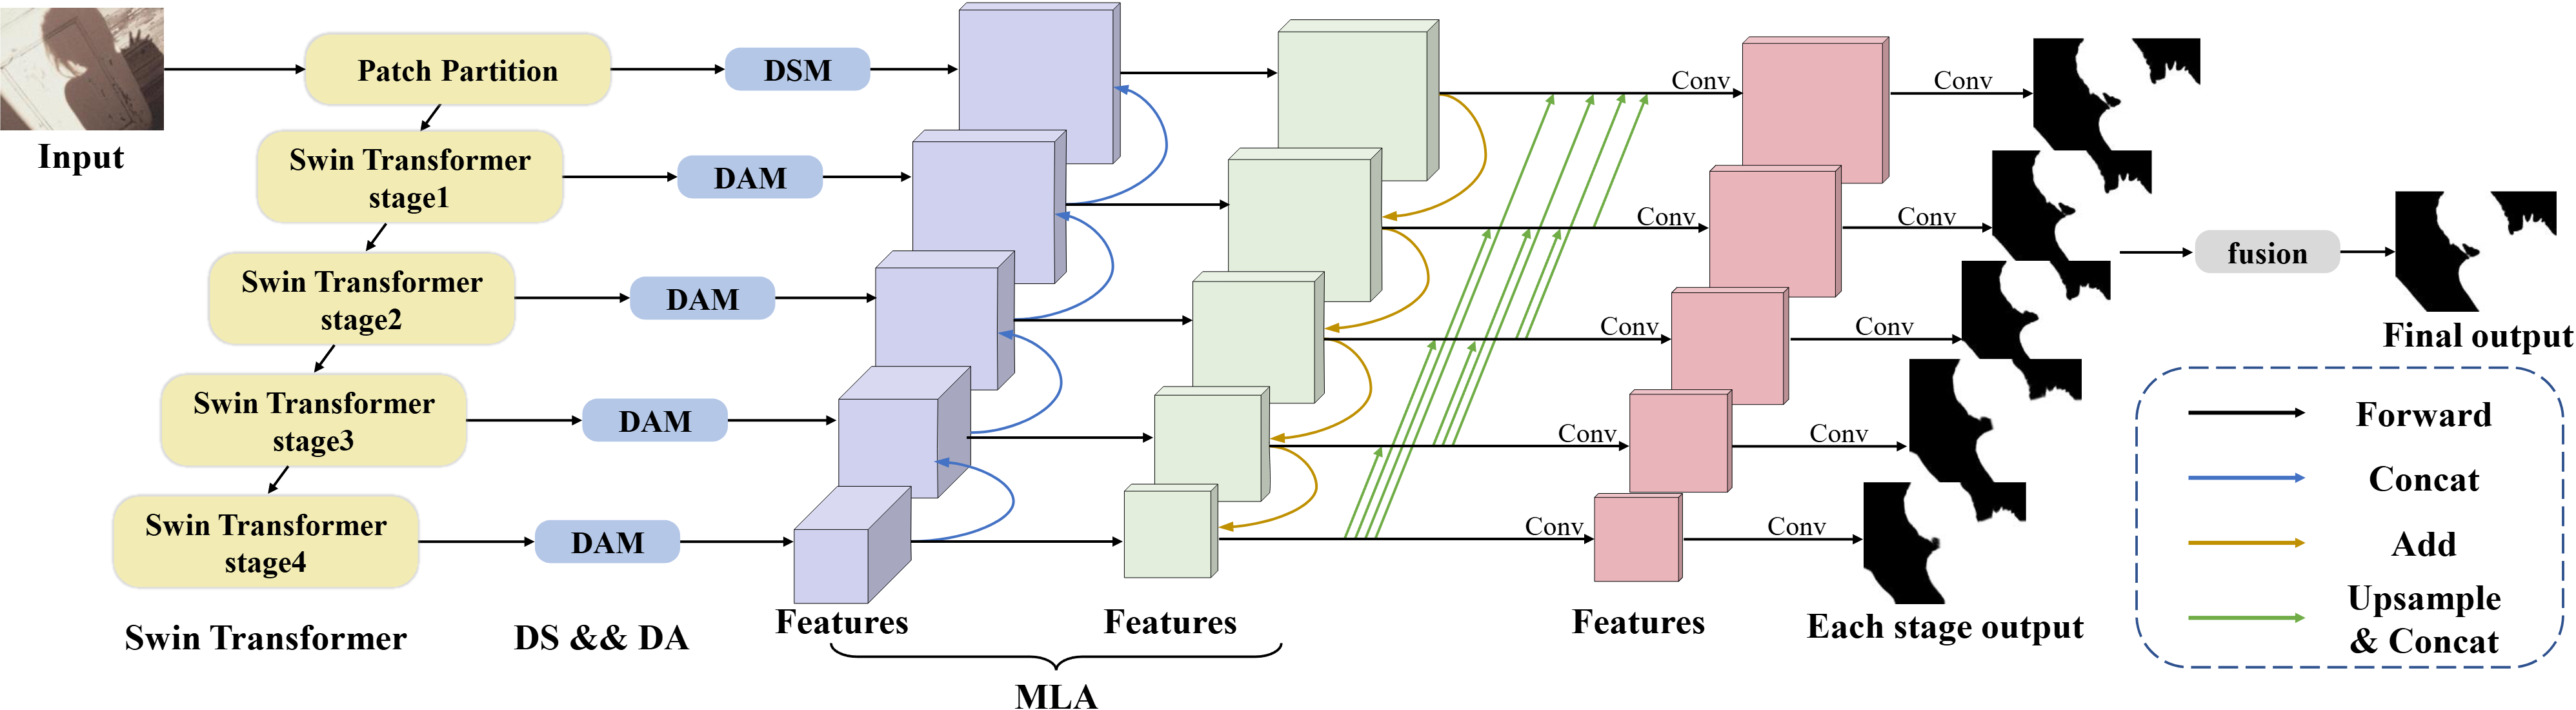 Input
Patch Partition
DSM
Conv
Conv
Swin Transformer
stage1
DAM
Conv
Conv
Swin Transformer
stage2
DAM
Conv
Conv
fusion
Final output
Swin Transformer
stage3
DAM
Conv
Conv
Swin Transformer
stage4
DAM
Conv
Conv
Swin Transformer
DS && DA
Features
Features
Features
Each stage output
MLA
Forward
Concat
Add
Upsample
& Concat